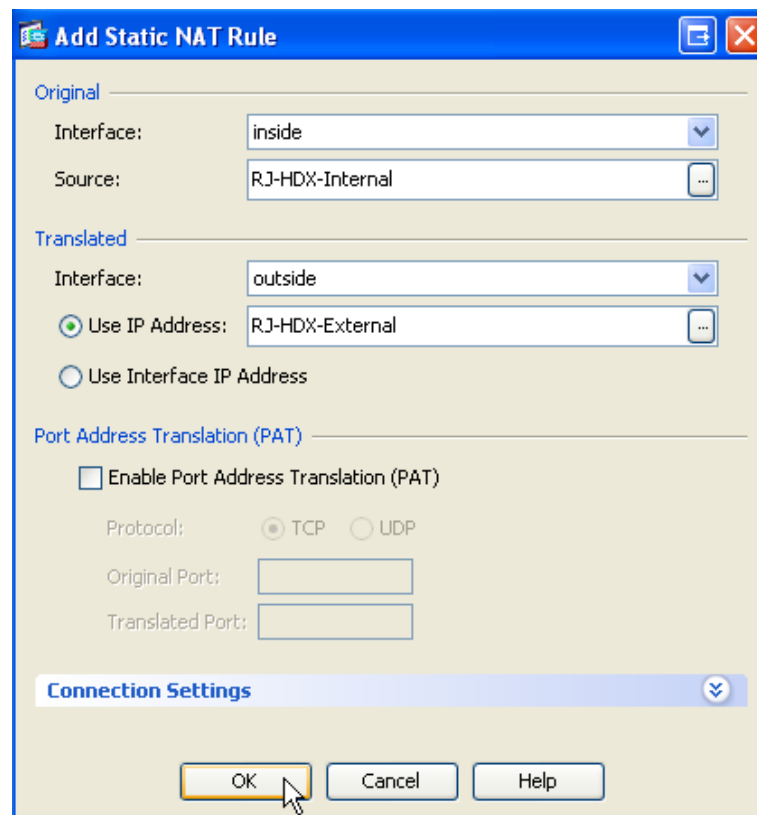 Add Static NAT Rule
Original
Interface: inside
Source: RJ-HDX-Internal ...
Translated
Interface: outside
Use IP Address: RJ-HDX-External ...
Use Interface IP Address
Port Address Translation (PAT)
Enable Port Address Translation (PAT)
Protocol: TCP UDP
Original Port:
Translated Port:
Connection Settings
OK Cancel Help